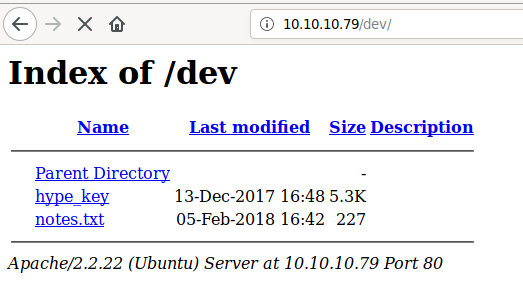 10.10.10.79/dev/
Index of /dev
Name Last modified Size Description
Parent Directory -
hype_key 13-Dec-2017 16:48 5.3K
notes.txt 05-Feb-2018 16:42 227
Apache/2.2.22 (Ubuntu) Server at 10.10.10.79 Port 80